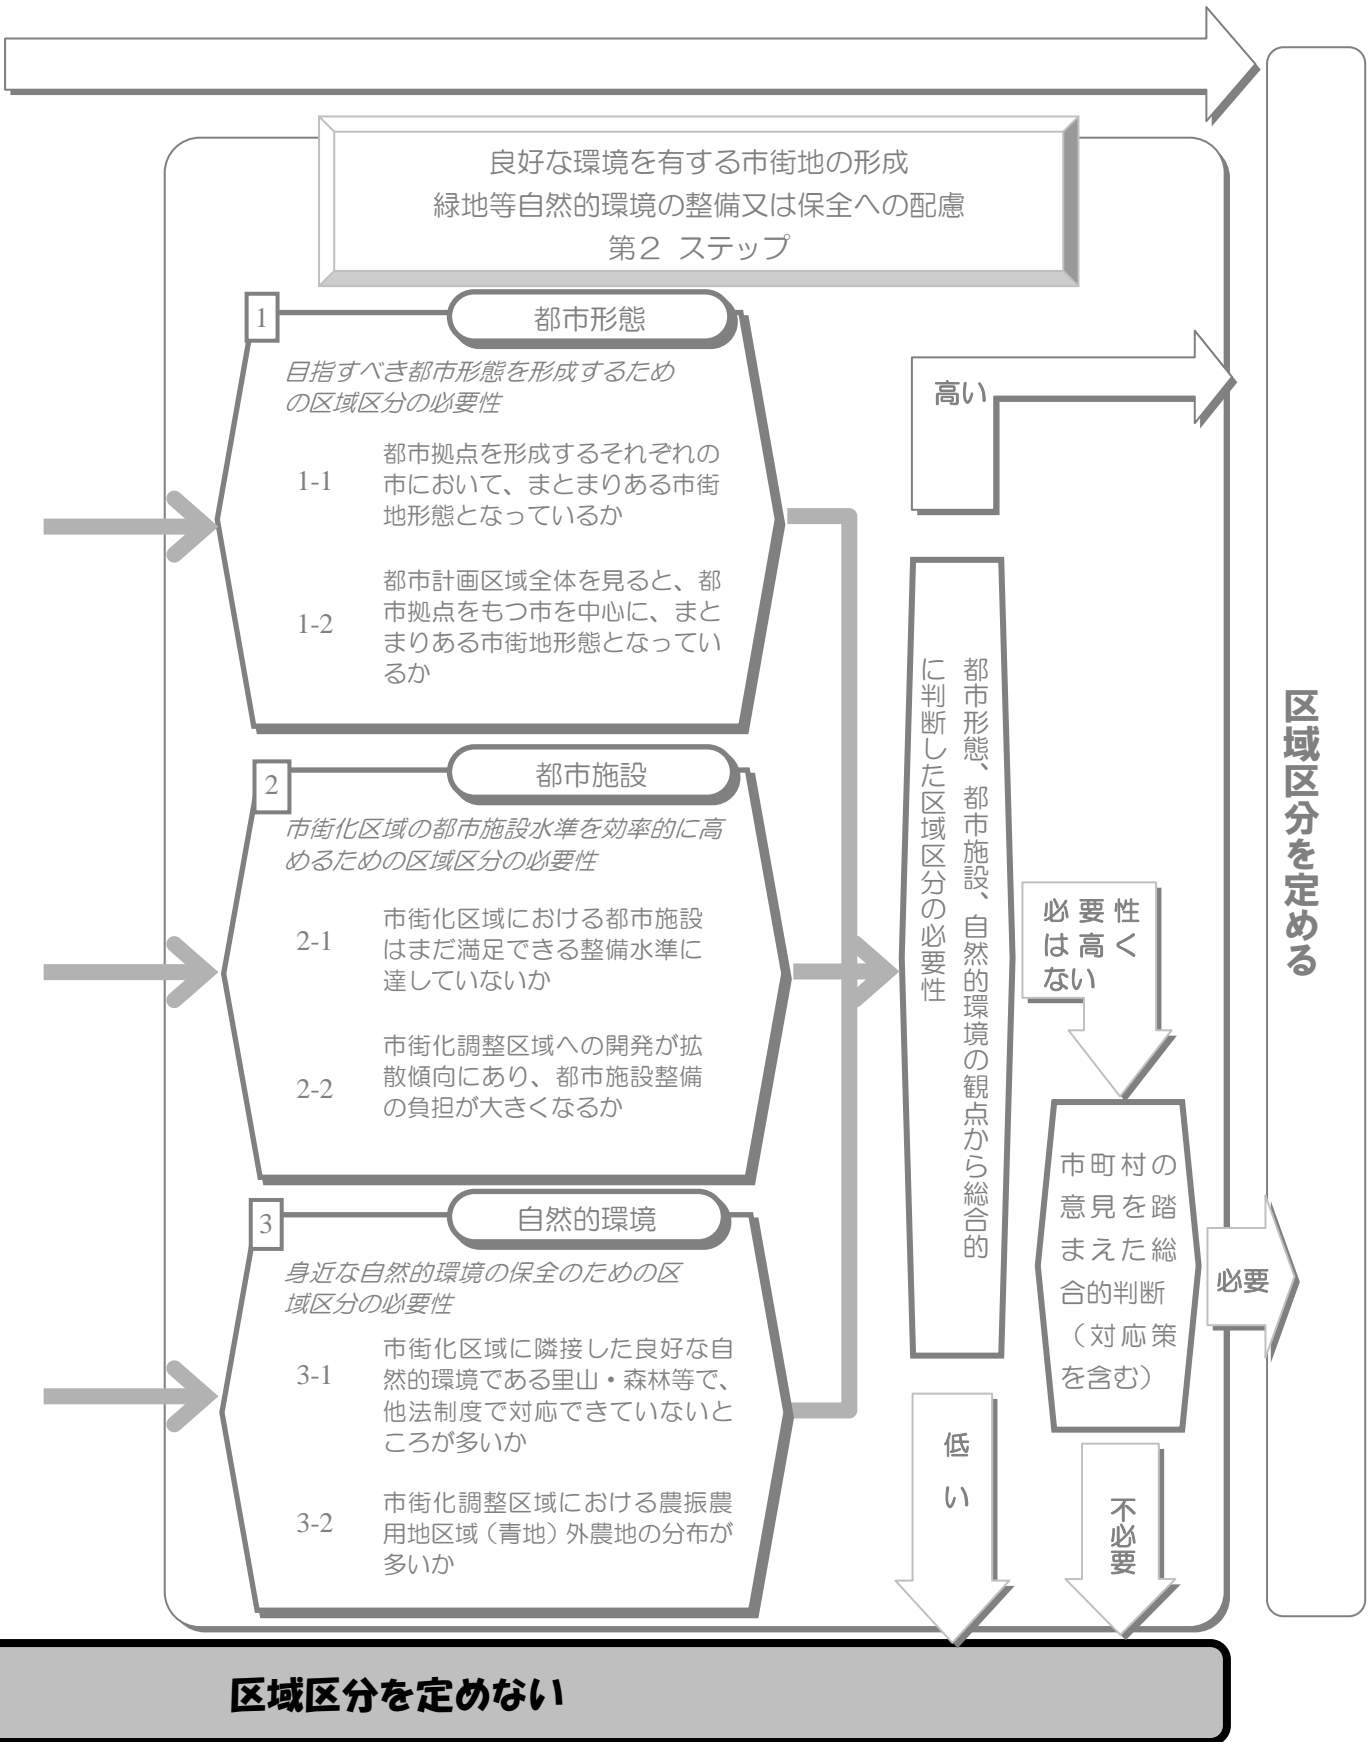 良好な環境を有する市街地の形成
緑地等自然的環境の整備又は保全への配慮
第2 ステップ
1
都市形態
目指すべき都市形態を形成するため
の区域区分の必要性
1-1
都市拠点を形成するそれぞれの
市において、まとまりある市街
地形態となっているか
1-2
都市計画区域全体を見ると、都
市拠点をもつ市を中心に、まと
まりある市街地形態となってい
るか
2
都市施設
市街化区域の都市施設水準を効率的に高
めるための区域区分の必要性
2-1
市街化区域における都市施設
はまだ満足できる整備水準に
達していないか
2-2
市街化調整区域への開発が拡
散傾向にあり、都市施設整備
の負担が大きくなるか
3
自然的環境
身近な自然的環境の保全のための区
域区分の必要性
3-1
市街化区域に隣接した良好な自
然的環境である里山・森林等で、
他法制度で対応できていないと
ころが多いか
3-2
市街化調整区域における農振農
用地区域（青地）外農地の分布が
多いか
高い
都市形態、都市施設、自然的環境の観点から総合的
に判断した区域区分の必要性
必要性
は高く
ない
市町村の
意見を踏
まえた総
合的判断
（対応策
を含む）
必要
低い
不必要
区域区分を定める
区域区分を定めない